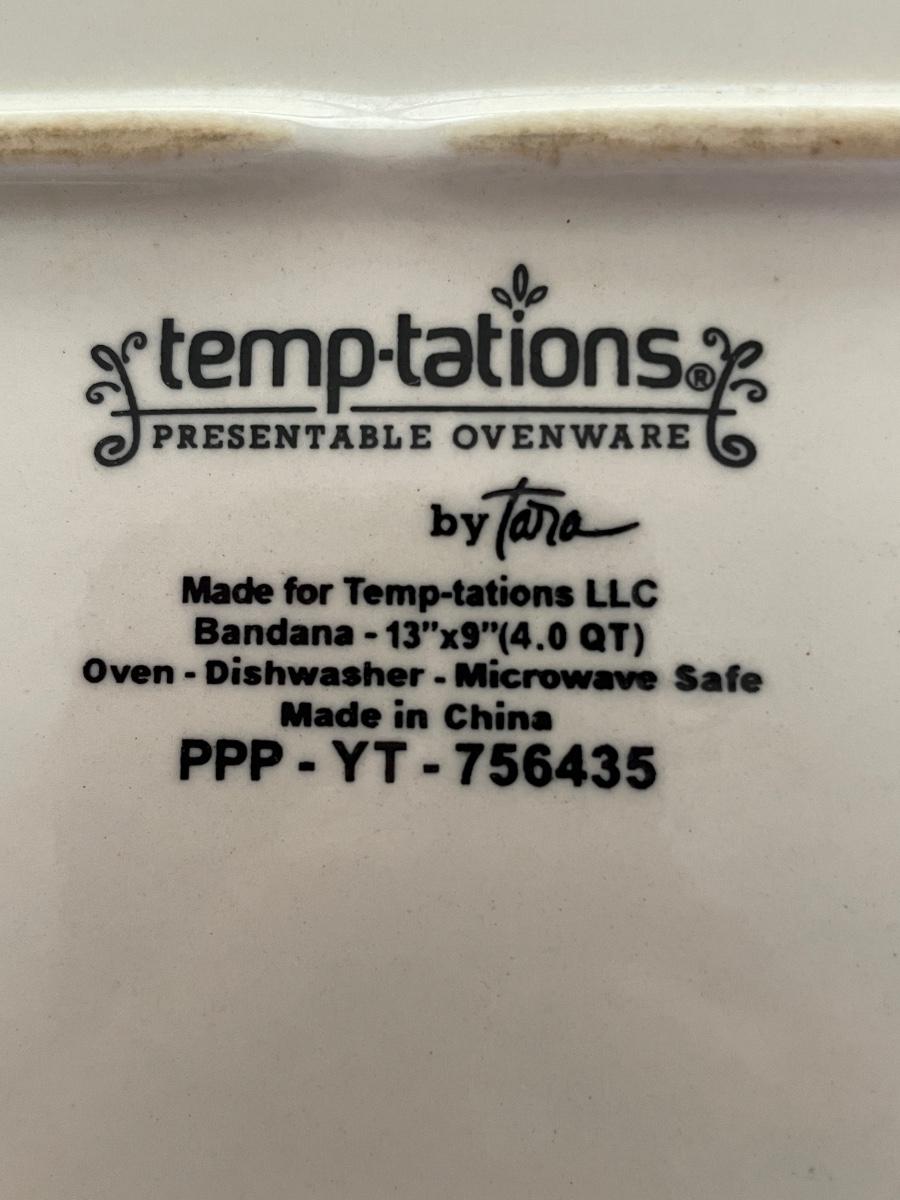 temp-tations®
PRESENTABLE OVENWARE
by Tara
Made for Temp-tations LLC
Bandana - 13"x9"(4.0 QT)
Oven - Dishwasher - Microwave Safe
Made in China
PPP - YT - 756435